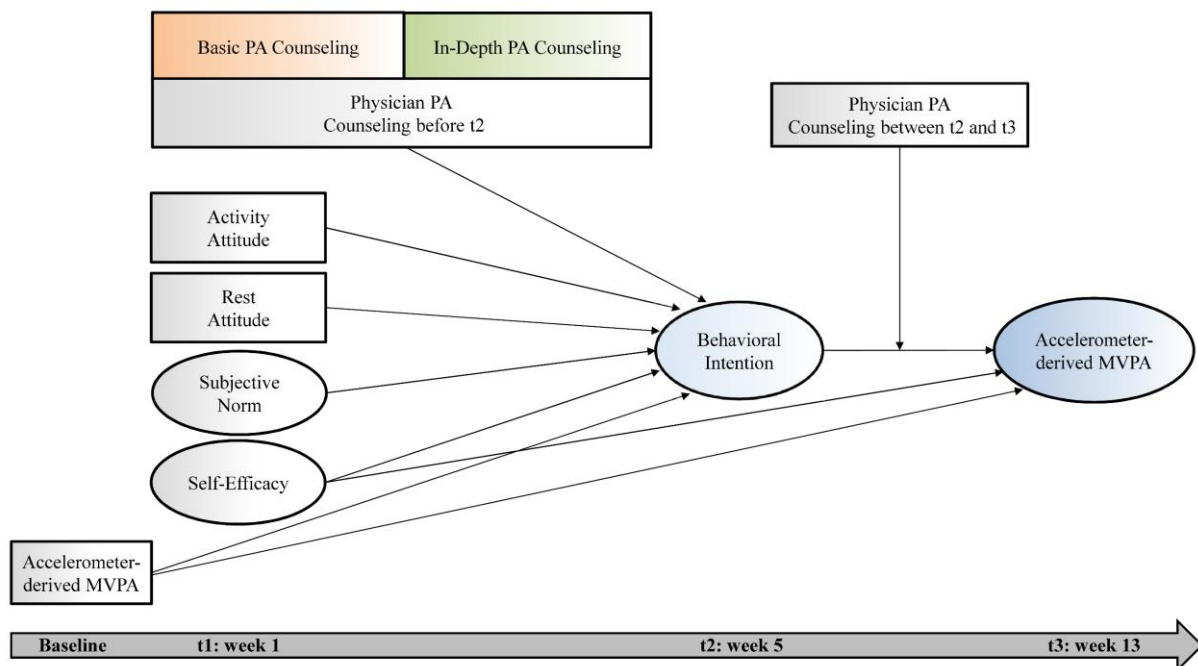 Basic PA Counseling
In-Depth PA Counseling
Physician PA
Counseling before t2
Physician PA
Counseling between t2 and t3
Activity
Attitude
Rest
Attitude
Subjective
Norm
Self-Efficacy
Accelerometer-
derived MVPA
Behavioral
Intention
Accelerometer-
derived MVPA
Baseline
t1: week 1
t2: week 5
t3: week 13